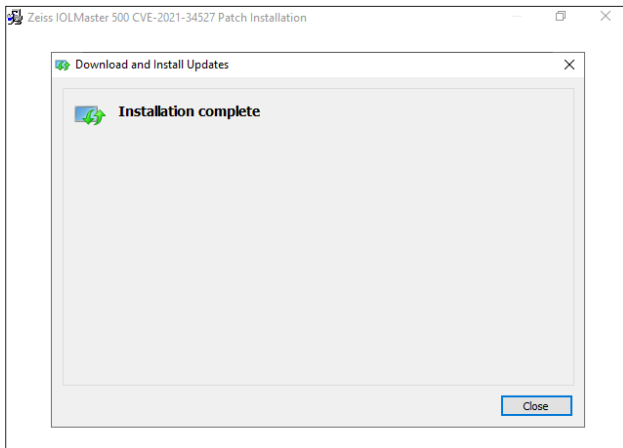 Zeiss IOLMaster 500 CVE-2021-34527 Patch Installation
Download and Install Updates
Installation complete
Close